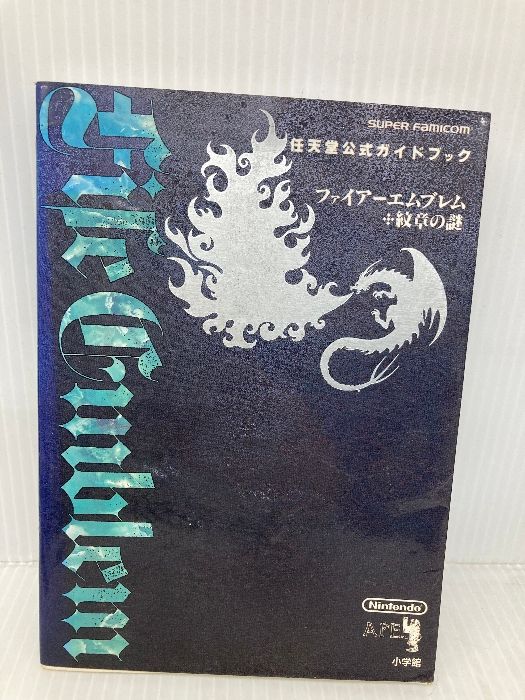 SUPER FAMICOM
任天堂公式ガイドブック
ファイアーエムブレム
紋章の謎
Fire Emblem
Nintendo
APE
小学館